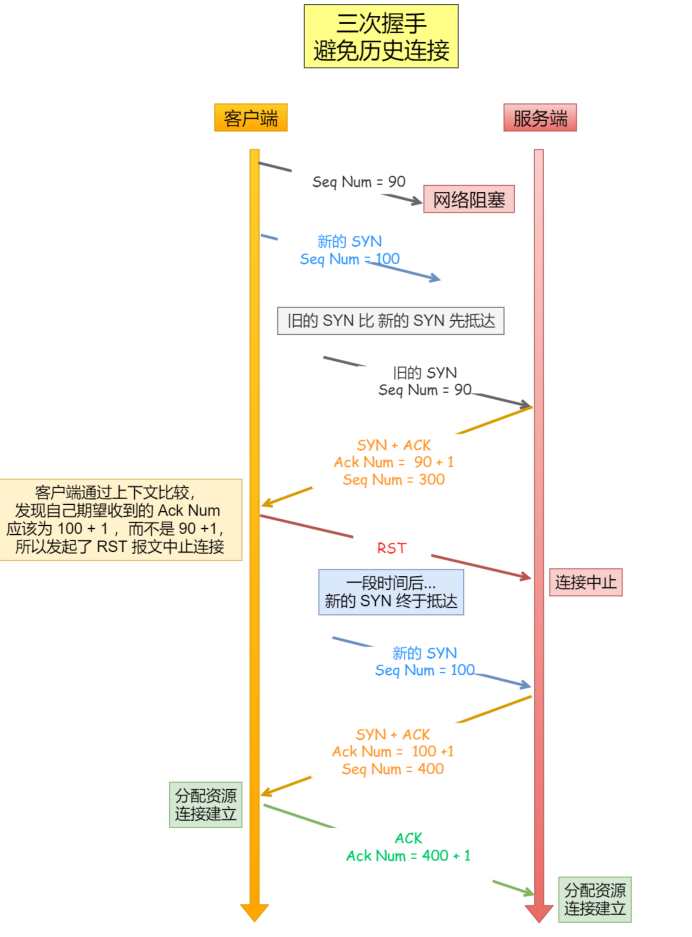 三次握手
避免历史连接
客户端
服务端
Seq Num = 90
网络阻塞
新的 SYN
Seq Num = 100
旧的 SYN 比 新的 SYN 先抵达
旧的 SYN
Seq Num = 90
SYN + ACK
Ack Num = 90 + 1
Seq Num = 300
客户端通过上下文比较，
发现自己期望收到的 Ack Num
应该为 100 + 1 ，而不是 90 +1，
所以发起了 RST 报文中止连接
RST
连接中止
一段时间后...
新的 SYN 终于抵达
新的 SYN
Seq Num = 100
SYN + ACK
Ack Num = 100 +1
Seq Num = 400
分配资源
连接建立
ACK
Ack Num = 400 + 1
分配资源
连接建立